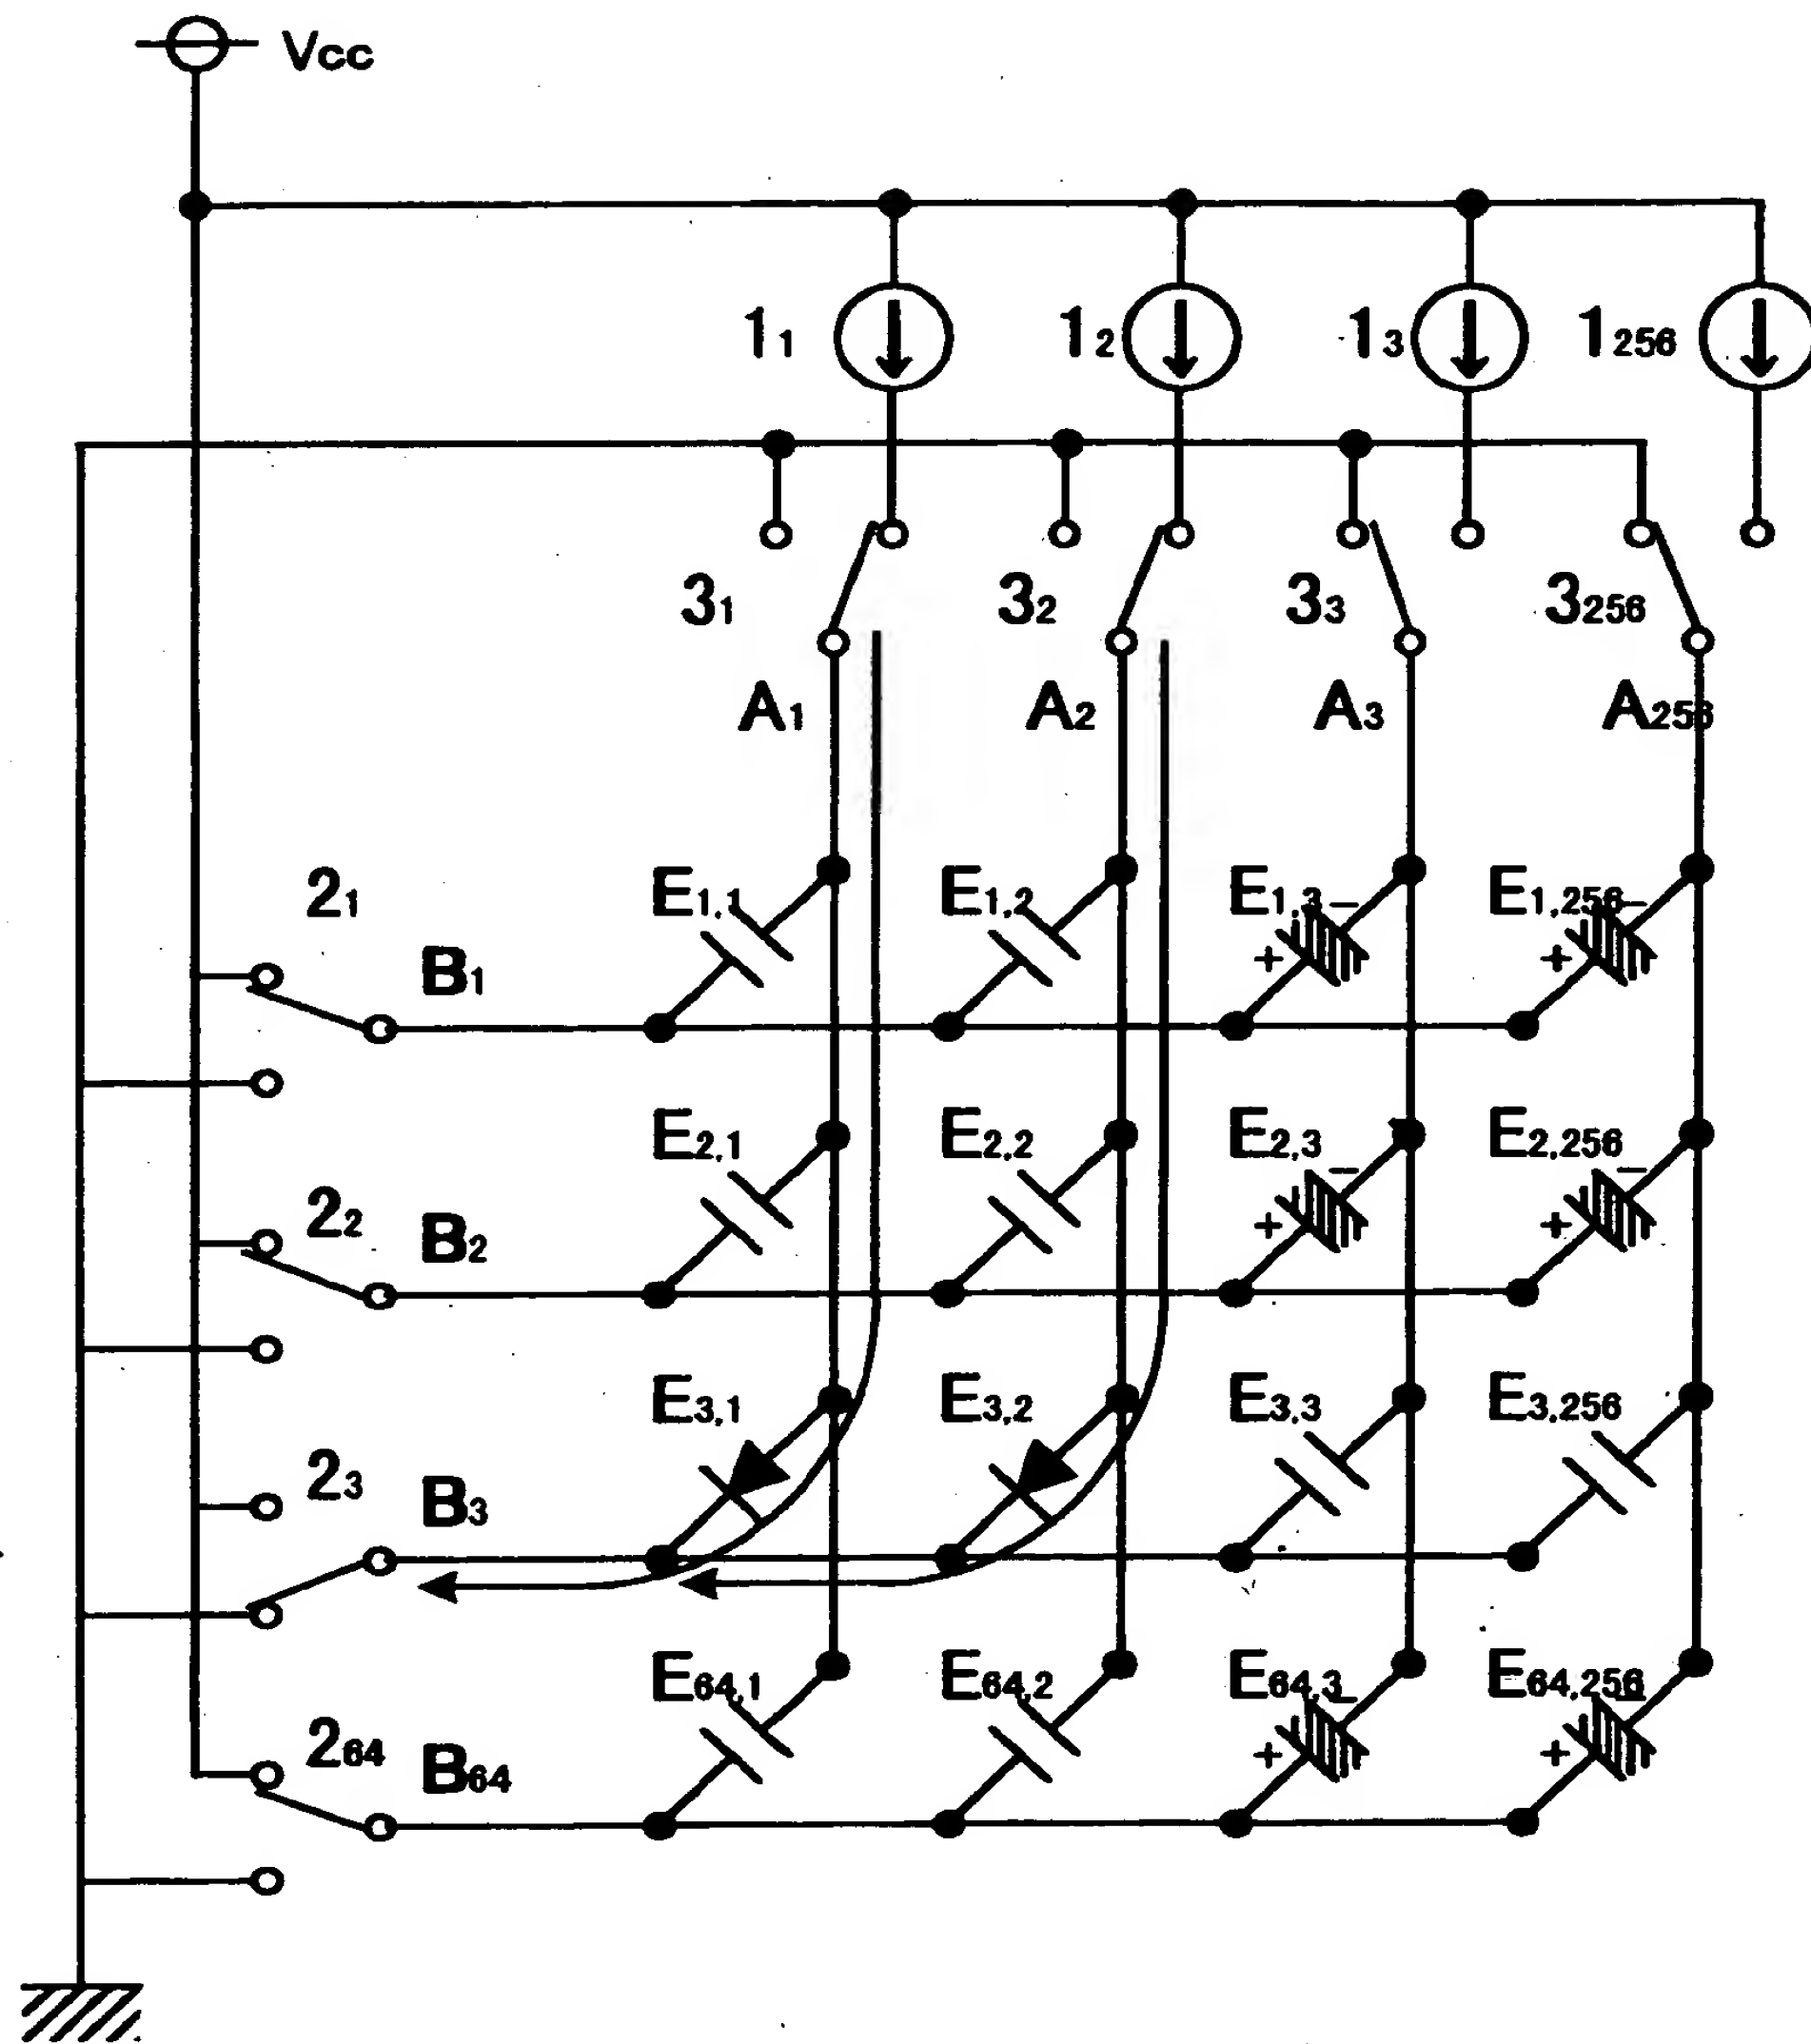 Vcc
1₁ 1₂ 1₃ 1₂₅₆
3₁ 3₂ 3₃ 3₂₅₆
A₁ A₂ A₃ A₂₅₆
2₁ E₁,₁ E₁,₂ E₁,₃ − E₁,₂₅₆ −
B₁ + +
E₂,₁ E₂,₂ E₂,₃ − E₂,₂₅₆ −
2₂ B₂ + +
E₃,₁ E₃,₂ E₃,₃ E₃,₂₅₆
2₃ B₃
E₆₄,₁ E₆₄,₂ E₆₄,₃ − E₆₄,₂₅₆ −
2₆₄ B₆₄ + +